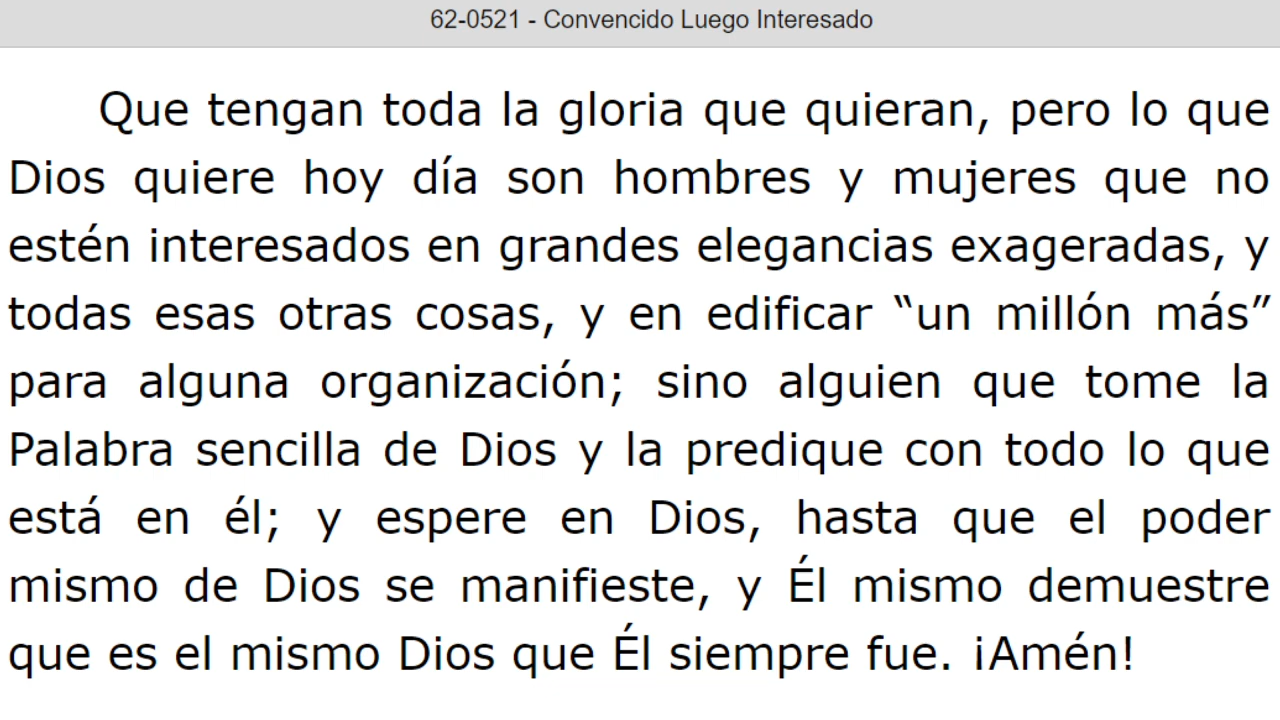 62-0521 - Convencido Luego Interesado
Que tengan toda la gloria que quieran, pero lo que
Dios quiere hoy día son hombres y mujeres que no
estén interesados en grandes elegancias exageradas, y
todas esas otras cosas, y en edificar “un millón más”
para alguna organización; sino alguien que tome la
Palabra sencilla de Dios y la predique con todo lo que
está en él; y espere en Dios, hasta que el poder
mismo de Dios se manifieste, y Él mismo demuestre
que es el mismo Dios que Él siempre fue. ¡Amén!